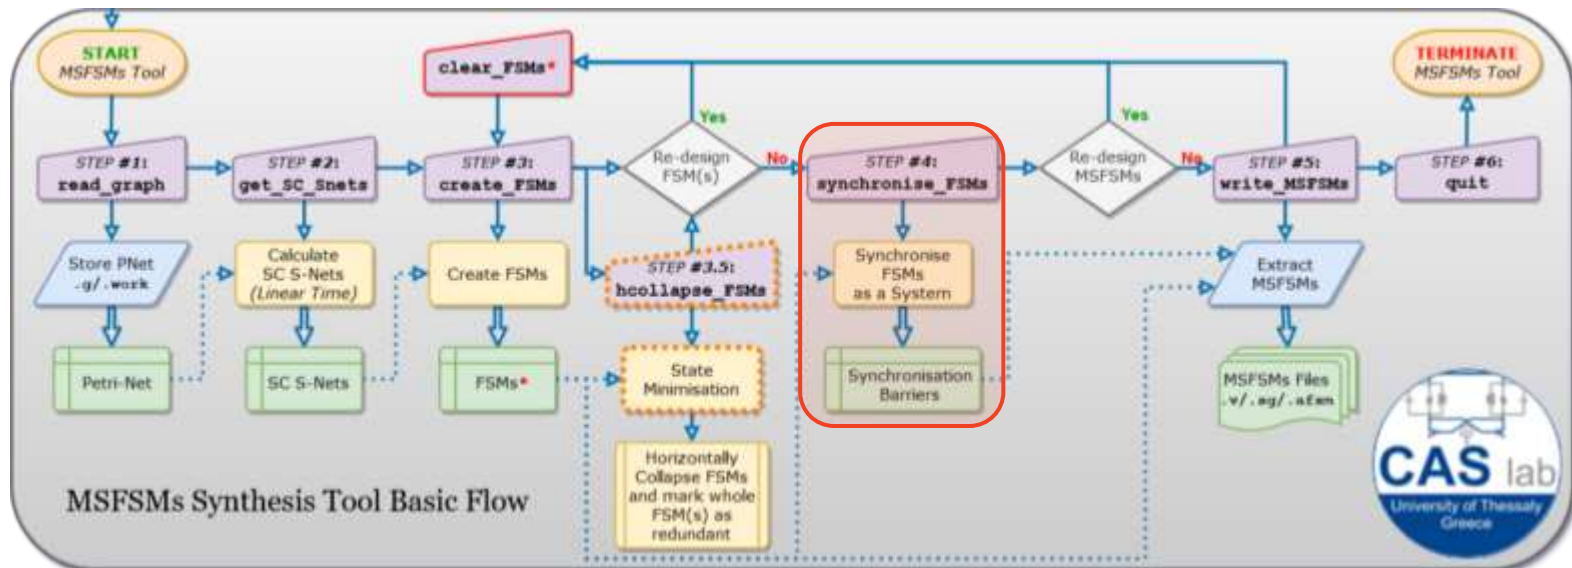 START
MSFSMs Tool
clear_FSMs*
TERMINATE
MSFSMs Tool
Yes
Yes
STEP #1:
read_graph
STEP #2:
get_SC_Snets
STEP #3:
create_FSMs
Re-design
FSM(s)
No
STEP #4:
synchronise_FSMs
Re-design
MSFSMs
No
STEP #5:
write_MSFSMs
STEP #6:
quit
Store PNet
.g/.work
Calculate
SC S-Nets
(Linear Time)
Create FSMs
STEP #3.5:
hcollapse_FSMs
Synchronise
FSMs
as a System
Extract
MSFSMs
Petri-Net
SC S-Nets
FSMs*
State
Minimisation
Synchronisation
Barriers
MSFSMs Files
.v/.sg/.afsm
Horizontally
Collapse FSMs
and mark whole
FSM(s) as
redundant
MSFSMs Synthesis Tool Basic Flow
CAS lab
University of Thessaly
Greece